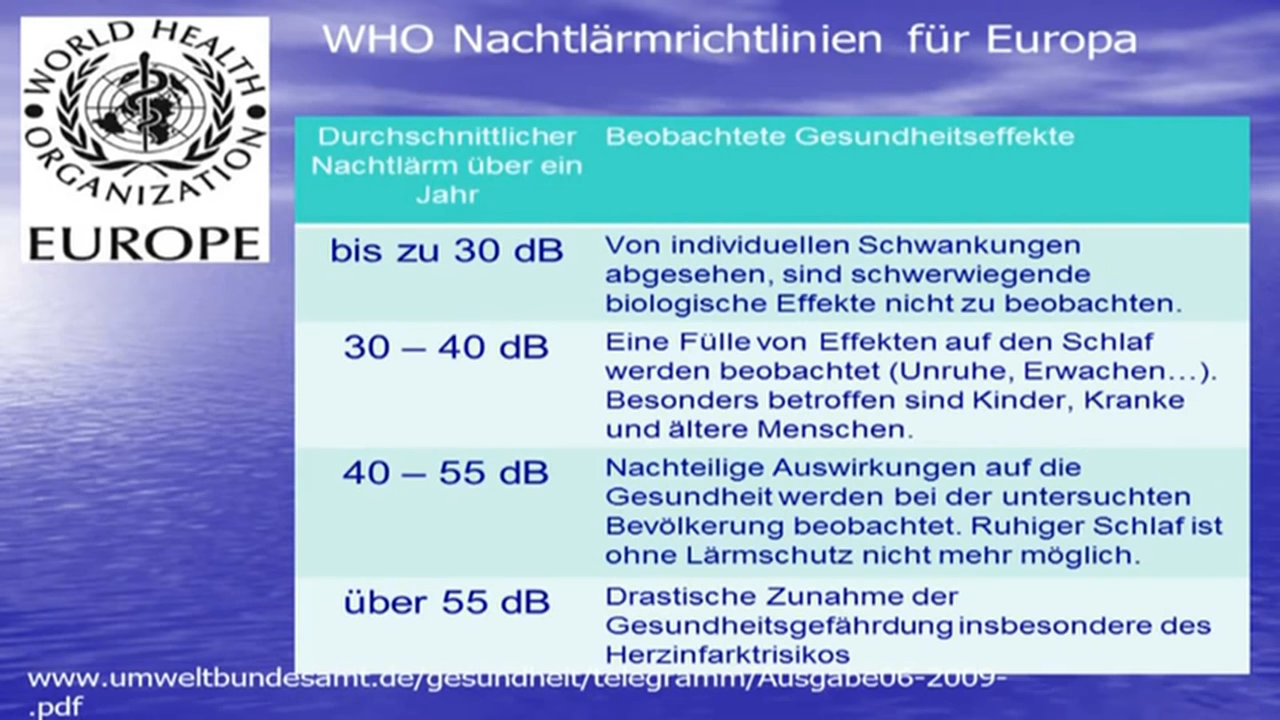 WORLD HEALTH
ORGANIZATION
EUROPE
WHO Nachtlärmrichtlinien für Europa
Durchschnittlicher
Nachtlärm über ein
Jahr
Beobachtete Gesundheitseffekte
bis zu 30 dB
Von individuellen Schwankungen
abgesehen, sind schwerwiegende
biologische Effekte nicht zu beobachten.
30 – 40 dB
Eine Fülle von Effekten auf den Schlaf
werden beobachtet (Unruhe, Erwachen...).
Besonders betroffen sind Kinder, Kranke
und ältere Menschen.
40 – 55 dB
Nachteilige Auswirkungen auf die
Gesundheit werden bei der untersuchten
Bevölkerung beobachtet. Ruhiger Schlaf ist
ohne Lärmschutz nicht mehr möglich.
über 55 dB
Drastische Zunahme der
Gesundheitsgefährdung insbesondere des
Herzinfarktrisikos
www.umweltbundesamt.de/gesundheit/telegramm/Ausgabe06-2009-
.pdf